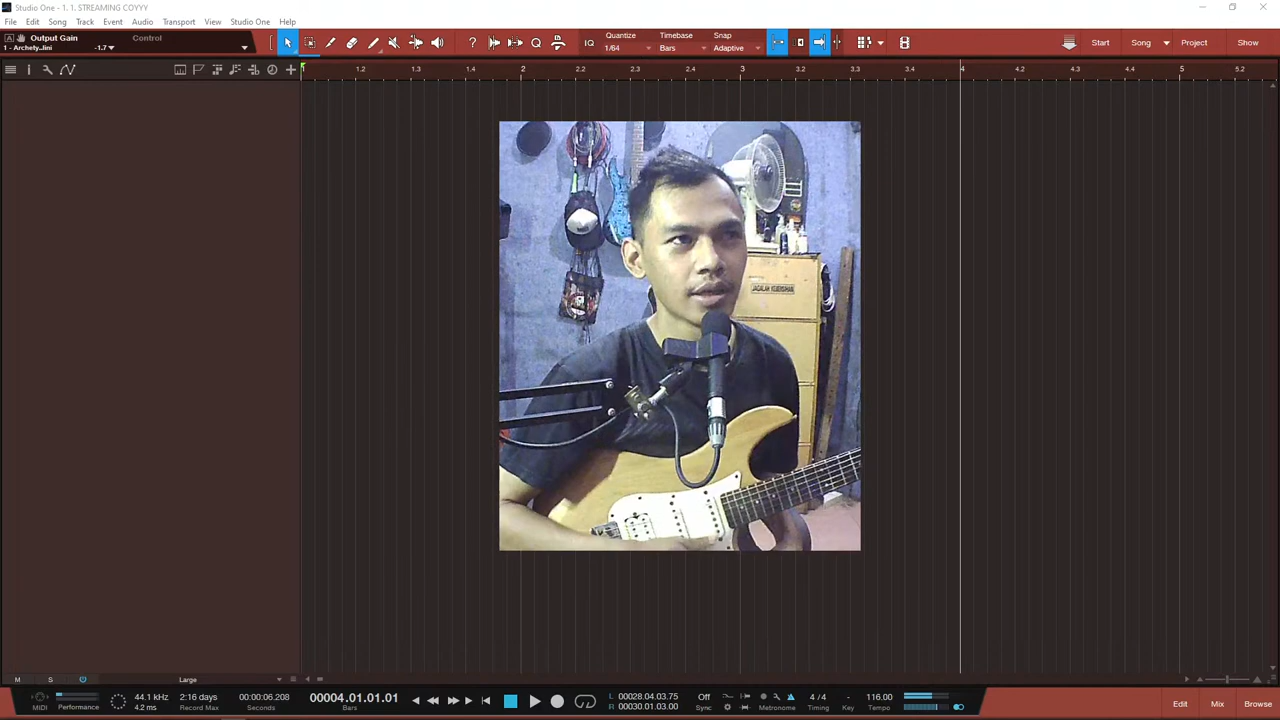 Studio One - 1. 1. STREAMING COYYY
File Edit Song Track Event Audio Transport View Studio One Help
Output Gain Control
1 - Archety..lini -1.7
Quantize Timebase Snap
1/64 Bars Adaptive
IQ
Start Song Project Show
1 1.2 1.3 1.4 2 2.2 2.3 2.4 3 3.2 3.3 3.4 4 4.2 4.3 4.4 5 5.2
JAGALAH KEBERSIHAN
M S Large
MIDI Performance
44.1 kHz
4.2 ms
2:16 days
Record Max
00:00:06.208
Seconds
00004.01.01.01
Bars
L 00028.04.03.75
R 00030.01.03.00
Off
Sync
Metronome
4 / 4
Timing
-
Key
116.00
Tempo
Edit Mix Browse